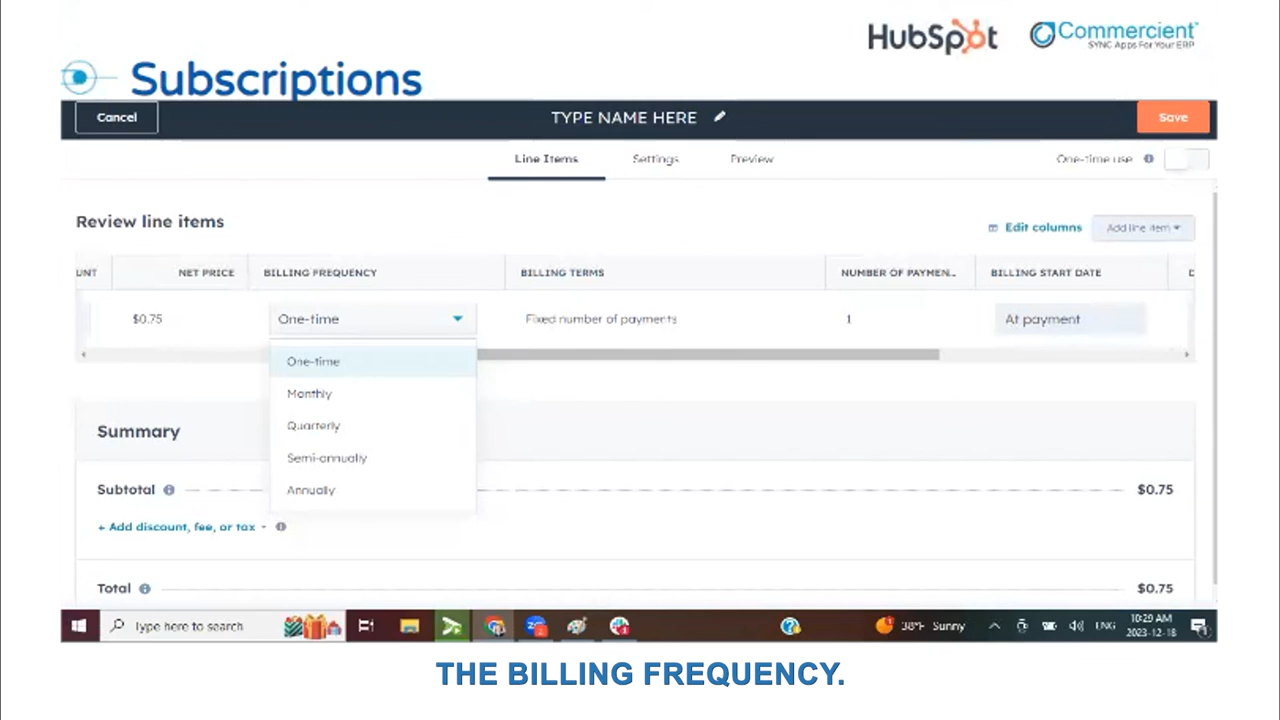 HubSpot
Commercient
SYNC Apps For Your ERP
Subscriptions
Cancel
TYPE NAME HERE
Save
Line Items
Settings
Preview
One-time use
Review line items
Edit columns
Add line item
UNT
NET PRICE
BILLING FREQUENCY
BILLING TERMS
NUMBER OF PAYMEN...
BILLING START DATE
D
$0.75
One-time
Fixed number of payments
1
At payment
One-time
Monthly
Quarterly
Semi-annually
Annually
Summary
Subtotal
$0.75
+ Add discount, fee, or tax
Total
$0.75
Type here to search
38°F Sunny
ENG
10:29 AM
2023-12-18
THE BILLING FREQUENCY.